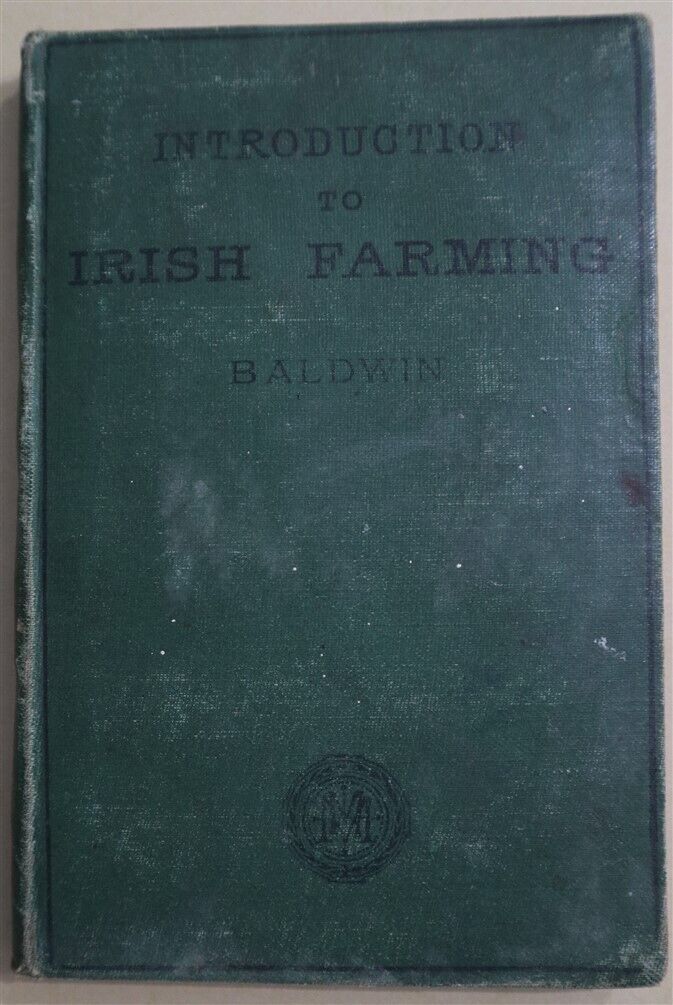 INTRODUCTION
TO
IRISH FARMING
BALDWIN